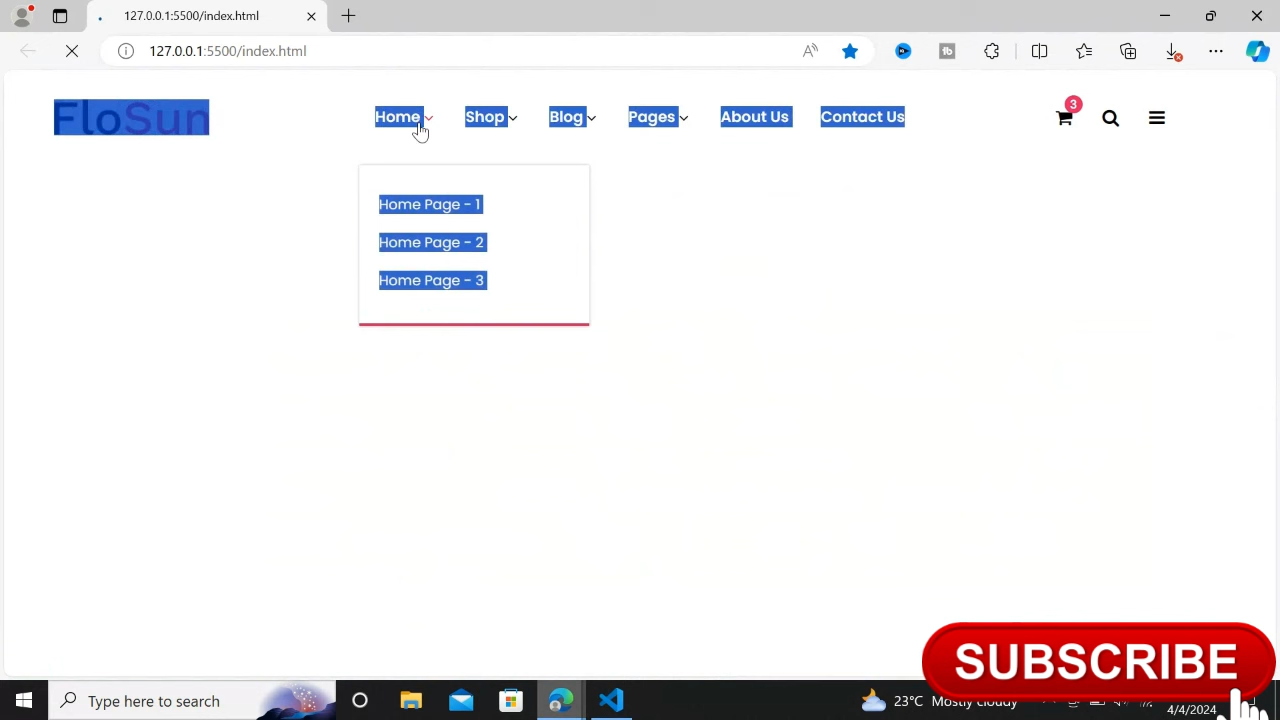 127.0.0.1:5500/index.html
127.0.0.1:5500/index.html
FloSun
Home Shop Blog Pages About Us Contact Us
3
Home Page - 1
Home Page - 2
Home Page - 3
SUBSCRIBE
Type here to search
23°C Mostly cloudy
4/4/2024